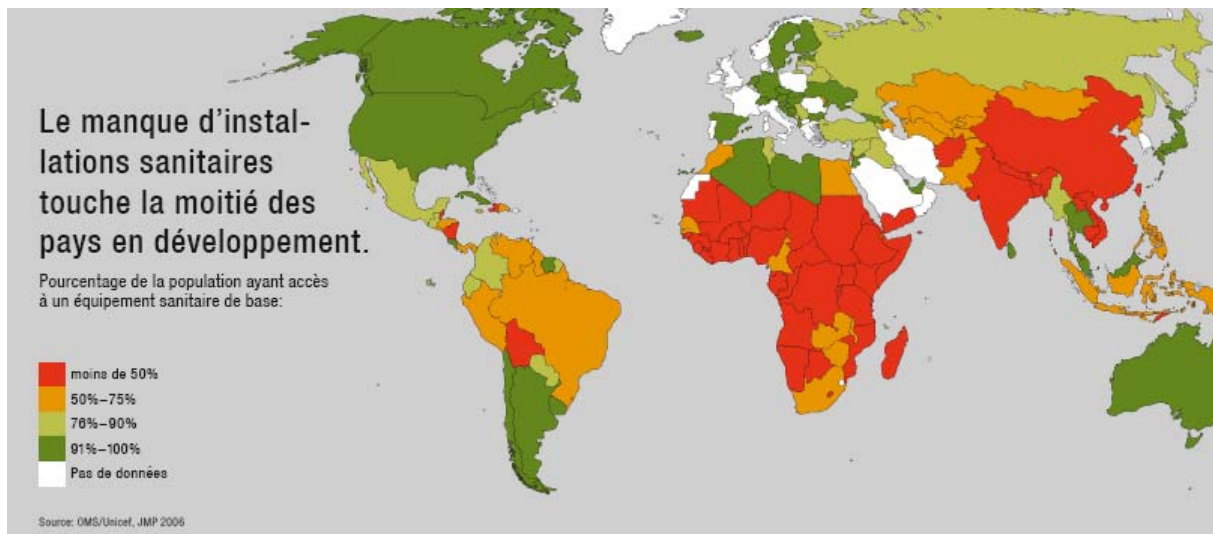 Le manque d'instal-
lations sanitaires
touche la moitié des
pays en développement.
Pourcentage de la population ayant accès
à un équipement sanitaire de base:
moins de 50%
50%–75%
76%–90%
91%–100%
Pas de données
Source: OMS/Unicef, JMP 2006